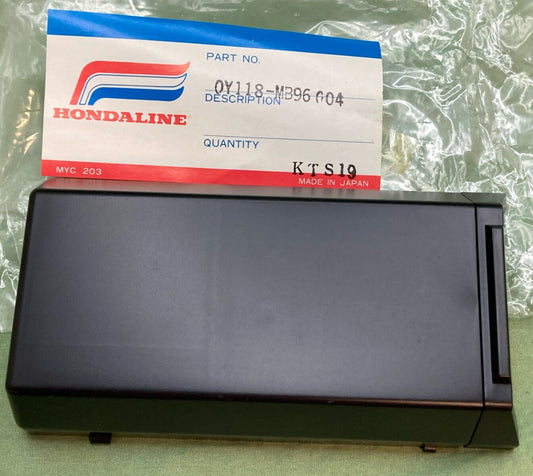 PART NO.
0Y118-MB96 004
DESCRIPTION
HONDALINE
QUANTITY
MYC 203
KTS19
MADE IN JAPAN